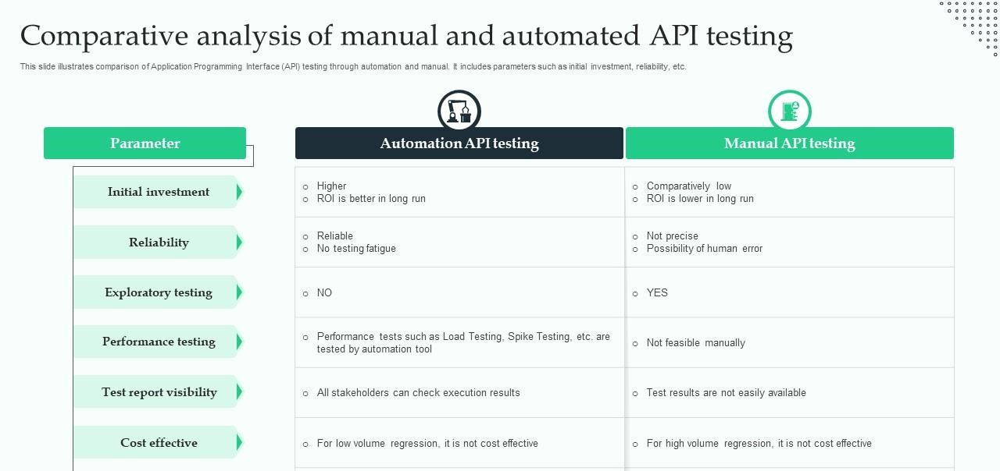 Comparative analysis of manual and automated API testing
This slide illustrates comparison of Application Programming Interface (API) testing through automation and manual. It includes parameters such as initial investment, reliability, etc.
Parameter
Automation API testing
Manual API testing
Initial investment
Higher
ROI is better in long run
Comparatively low
ROI is lower in long run
Reliability
Reliable
No testing fatigue
Not precise
Possibility of human error
Exploratory testing
NO
YES
Performance testing
Performance tests such as Load Testing, Spike Testing, etc. are
tested by automation tool
Not feasible manually
Test report visibility
All stakeholders can check execution results
Test results are not easily available
Cost effective
For low volume regression, it is not cost effective
For high volume regression, it is not cost effective